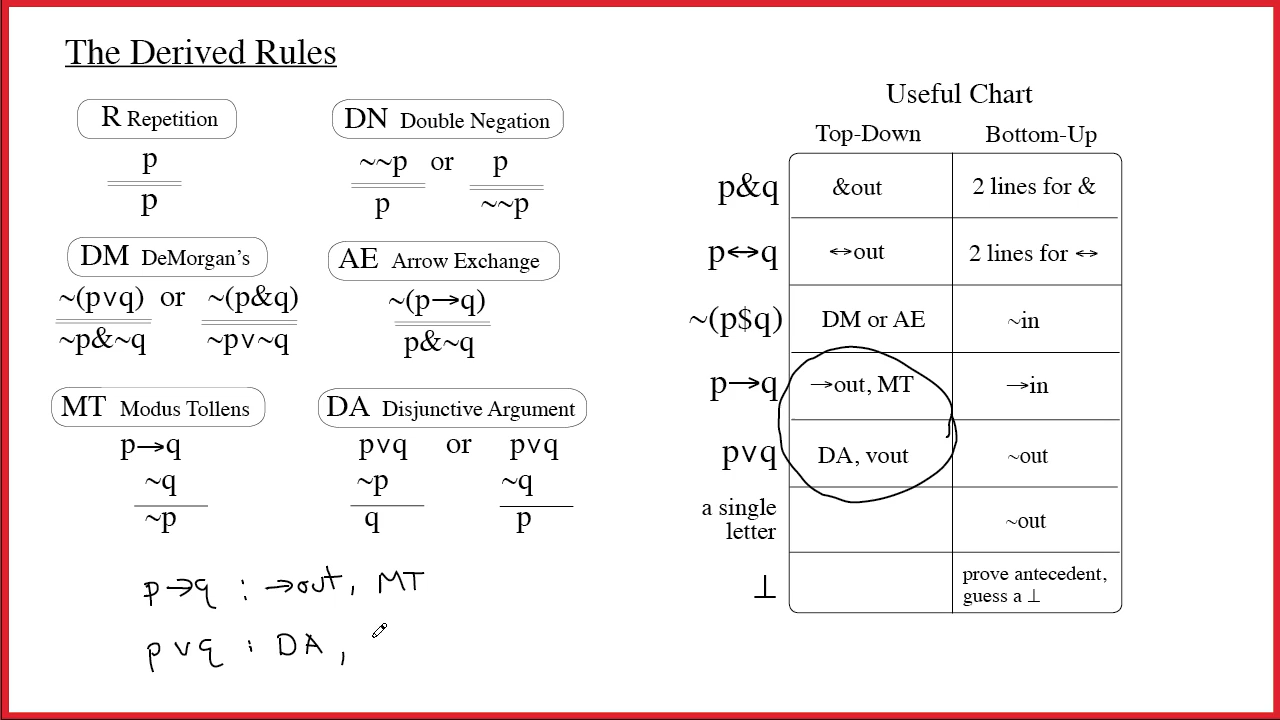 The Derived Rules
R Repetition
p
p
DN Double Negation
~~p or p
p ~~p
DM DeMorgan's
~(p∨q) or ~(p&q)
~p&~q ~p∨~q
AE Arrow Exchange
~(p→q)
p&~q
MT Modus Tollens
p→q
~q
~p
DA Disjunctive Argument
p∨q or p∨q
~p ~q
q p
p→q : →out, MT
p∨q : DA,
Useful Chart
Top-Down Bottom-Up
p&q &out 2 lines for &
p↔q ↔out 2 lines for ↔
~(p$q) DM or AE ~in
p→q →out, MT →in
p∨q DA, vout ~out
a single
letter ~out
⊥ prove antecedent,
guess a ⊥